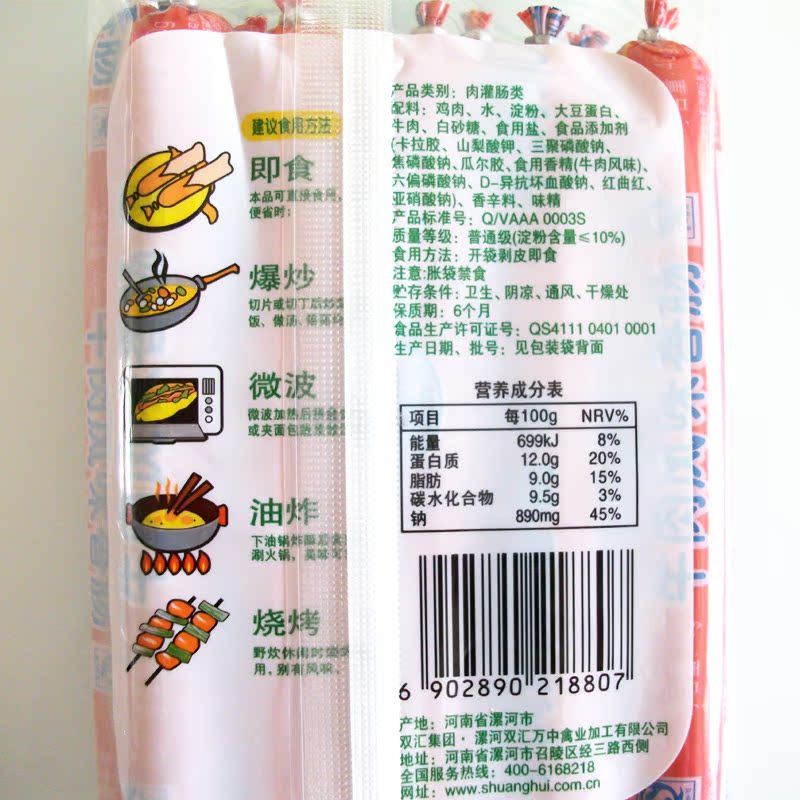 建议食用方法
即食
本品可直接食用，
便省时；
爆炒
切片或切丁后炒
饭、做汤、
微波
微波加热后拼盘
或夹面包
油炸
下油锅炸
涮火锅，美味可
烧烤
野炊休闲时烧
用，别有风味。
产品类别：肉灌肠类
配料：鸡肉、水、淀粉、大豆蛋白、
牛肉、白砂糖、食用盐、食品添加剂
(卡拉胶、山梨酸钾、三聚磷酸钠、
焦磷酸钠、瓜尔胶、食用香精(牛肉风味)、
六偏磷酸钠、D-异抗坏血酸钠、红曲红、
亚硝酸钠)、香辛料、味精
产品标准号：Q/VAAA 0003S
质量等级：普通级(淀粉含量≤10%)
食用方法：开袋剥皮即食
注意:胀袋禁食
贮存条件：卫生、阴凉、通风、干燥处
保质期：6个月
食品生产许可证号：QS4111 0401 0001
生产日期、批号：见包装袋背面
营养成分表
项目 每100g NRV%
能量 699kJ 8%
蛋白质 12.0g 20%
脂肪 9.0g 15%
碳水化合物 9.5g 3%
钠 890mg 45%
6 902890 218807
产地：河南省漯河市
双汇集团·漯河双汇万中禽业加工有限公司
地址：河南省漯河市召陵区经三路西侧
全国服务热线：400-6168218
网址：www.shuanghui.com.cn